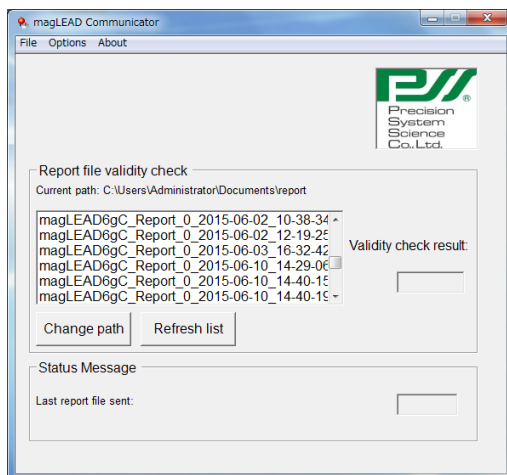 magLEAD Communicator
File Options About
PSS®
Precision
System
Science
Co.Ltd.
Report file validity check
Current path: C:\Users\Administrator\Documents\report
magLEAD6gC_Report_0_2015-06-02_10-38-34
magLEAD6gC_Report_0_2015-06-02_12-19-25
magLEAD6gC_Report_0_2015-06-03_16-32-42
magLEAD6gC_Report_0_2015-06-10_14-29-06
magLEAD6gC_Report_0_2015-06-10_14-40-15
magLEAD6gC_Report_0_2015-06-10_14-40-19
Validity check result:
Change path Refresh list
Status Message
Last report file sent: